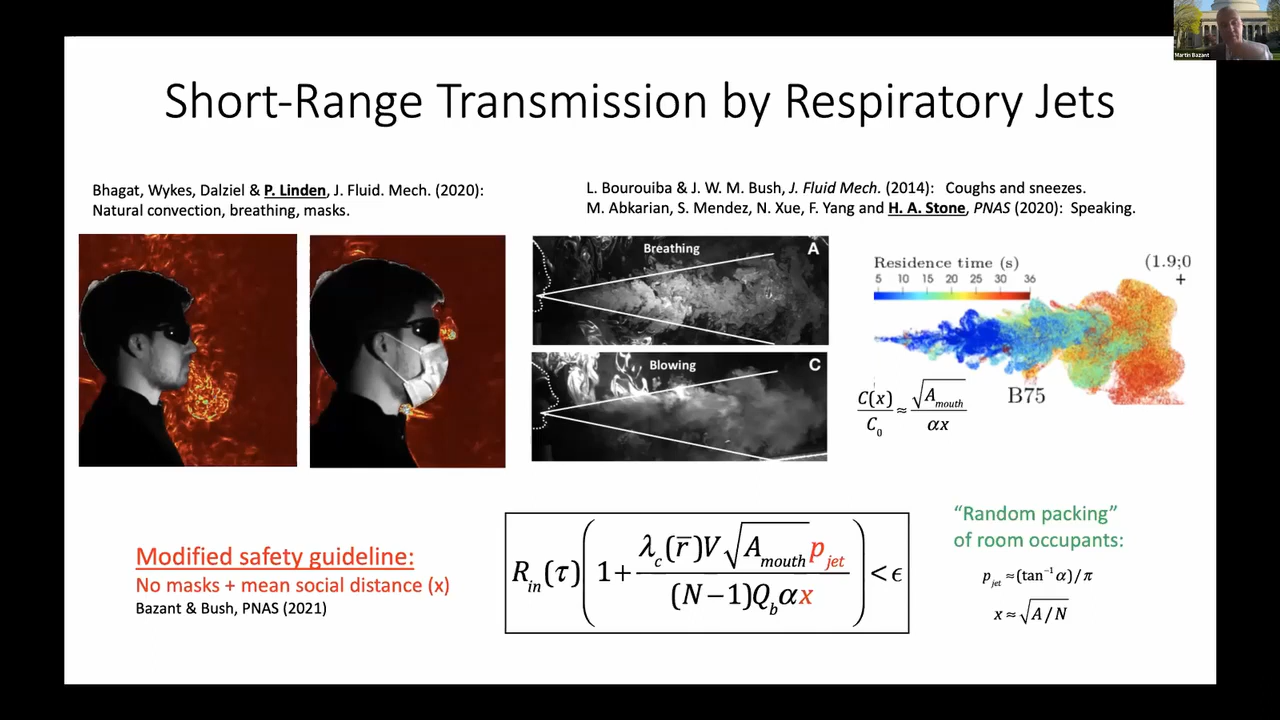 Martin Bazant
Short-Range Transmission by Respiratory Jets
Bhagat, Wykes, Dalziel & P. Linden, J. Fluid. Mech. (2020):
Natural convection, breathing, masks.
L. Bourouiba & J. W. M. Bush, J. Fluid Mech. (2014): Coughs and sneezes.
M. Abkarian, S. Mendez, N. Xue, F. Yang and H. A. Stone, PNAS (2020): Speaking.
Breathing A
Blowing C
Residence time (s)
5 10 15 20 25 30 36
(1.9;0
+
B75
C(x)/C₀ ≈ √A_mouth/αx
Modified safety guideline:
No masks + mean social distance (x)
Bazant & Bush, PNAS (2021)
R_in(τ)(1+ λ_c(r̄)V√A_mouth p_jet/(N−1)Q_b αx) < ϵ
“Random packing”
of room occupants:
p_jet ≈(tan⁻¹ α)/π
x ≈ √A/N